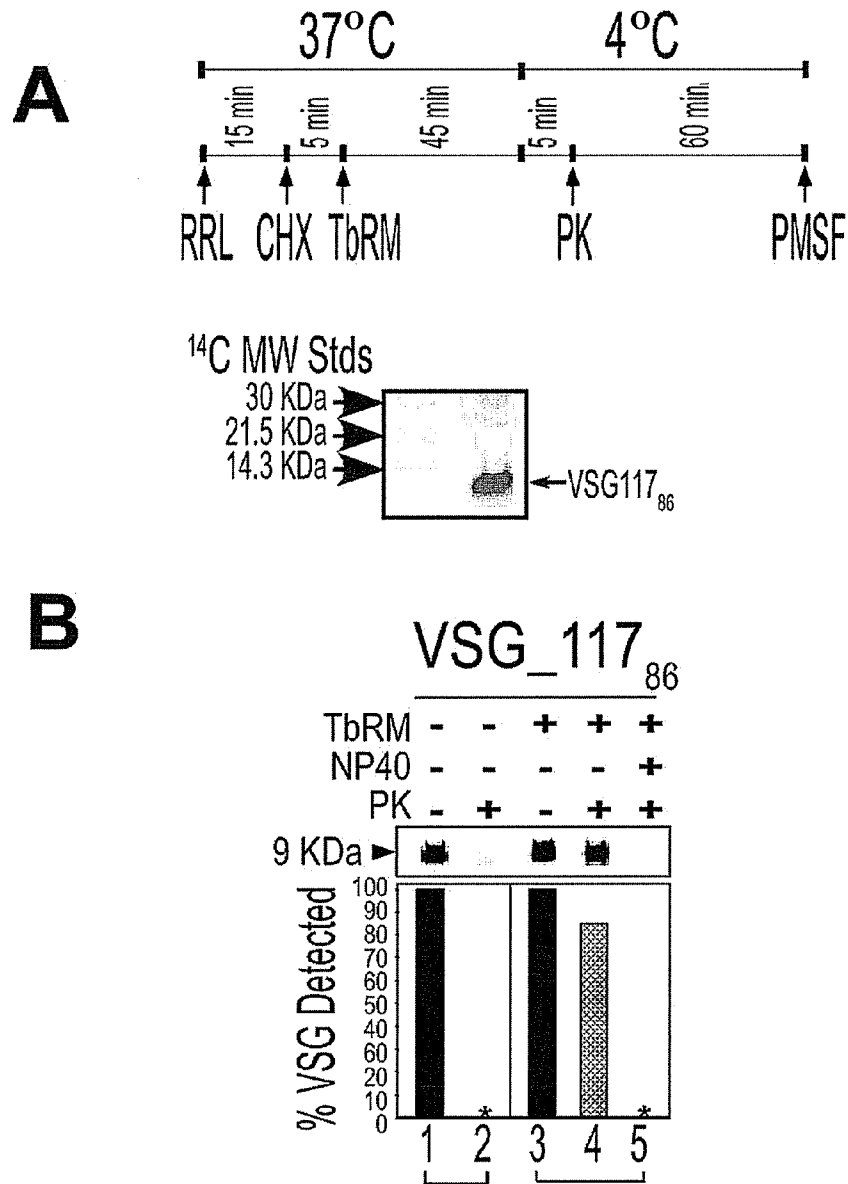 A
37°C 4°C
15 min 5 min 45 min 5 min 60 min
RRL CHX TbRM PK PMSF
14C MW Stds
30 KDa
21.5 KDa
14.3 KDa
VSG117 86
B
VSG_117 86
TbRM - - + + +
NP40 - - - - +
PK - + - + +
9 KDa
% VSG Detected
100
90
80
70
60
50
40
60
20
10
0
* *
1 2 3 4 5